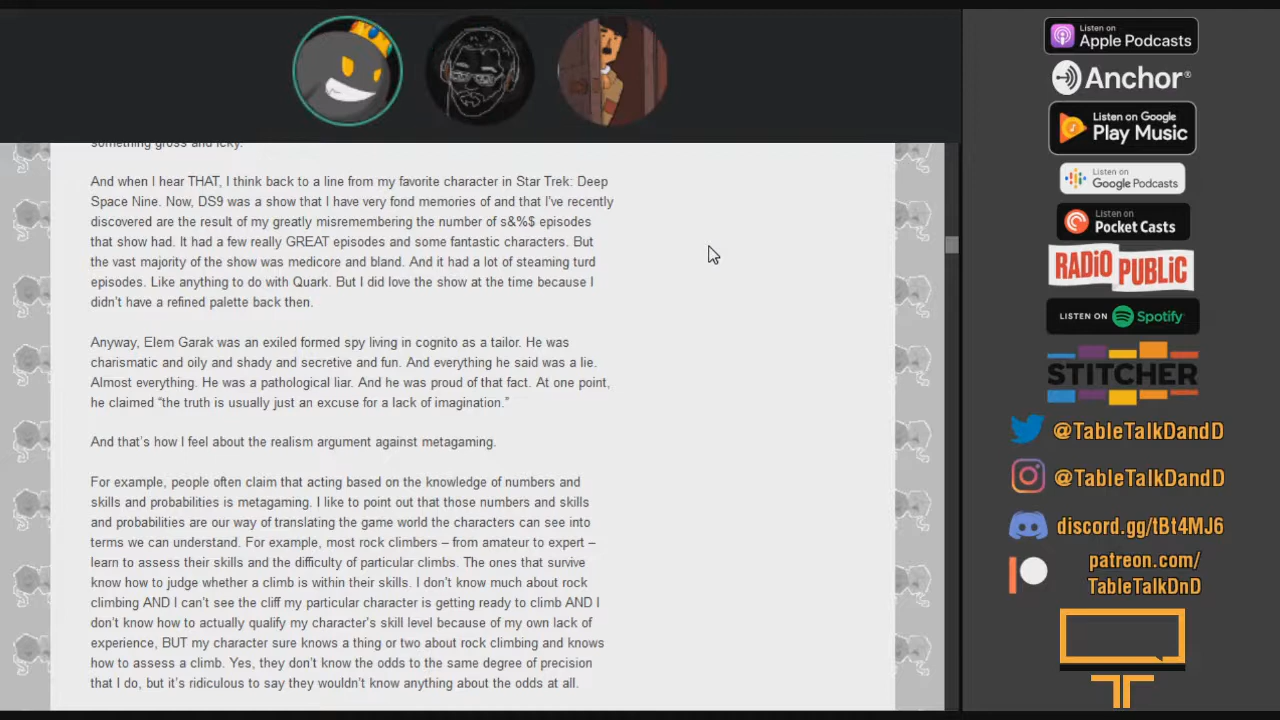 something gross and icky.
And when I hear THAT, I think back to a line from my favorite character in Star Trek: Deep
Space Nine. Now, DS9 was a show that I have very fond memories of and that I've recently
discovered are the result of my greatly misremembering the number of s&%$ episodes
that show had. It had a few really GREAT episodes and some fantastic characters. But
the vast majority of the show was medicore and bland. And it had a lot of steaming turd
episodes. Like anything to do with Quark. But I did love the show at the time because I
didn't have a refined palette back then.
Anyway, Elem Garak was an exiled formed spy living in cognito as a tailor. He was
charismatic and oily and shady and secretive and fun. And everything he said was a lie.
Almost everything. He was a pathological liar. And he was proud of that fact. At one point,
he claimed “the truth is usually just an excuse for a lack of imagination.”
And that's how I feel about the realism argument against metagaming.
For example, people often claim that acting based on the knowledge of numbers and
skills and probabilities is metagaming. I like to point out that those numbers and skills
and probabilities are our way of translating the game world the characters can see into
terms we can understand. For example, most rock climbers – from amateur to expert –
learn to assess their skills and the difficulty of particular climbs. The ones that survive
know how to judge whether a climb is within their skills. I don't know much about rock
climbing AND I can't see the cliff my particular character is getting ready to climb AND I
don't know how to actually qualify my character's skill level because of my own lack of
experience, BUT my character sure knows a thing or two about rock climbing and knows
how to assess a climb. Yes, they don't know the odds to the same degree of precision
that I do, but it's ridiculous to say they wouldn't know anything about the odds at all.
Listen on
Apple Podcasts
Anchor®
Listen on Google
Play Music
Listen on
Google Podcasts
Listen on
Pocket Casts
RADiO
PUBLiC
LISTEN ON Spotify
STITCHER
@TableTalkDandD
@TableTalkDandD
discord.gg/tBt4MJ6
patreon.com/
TableTalkDnD